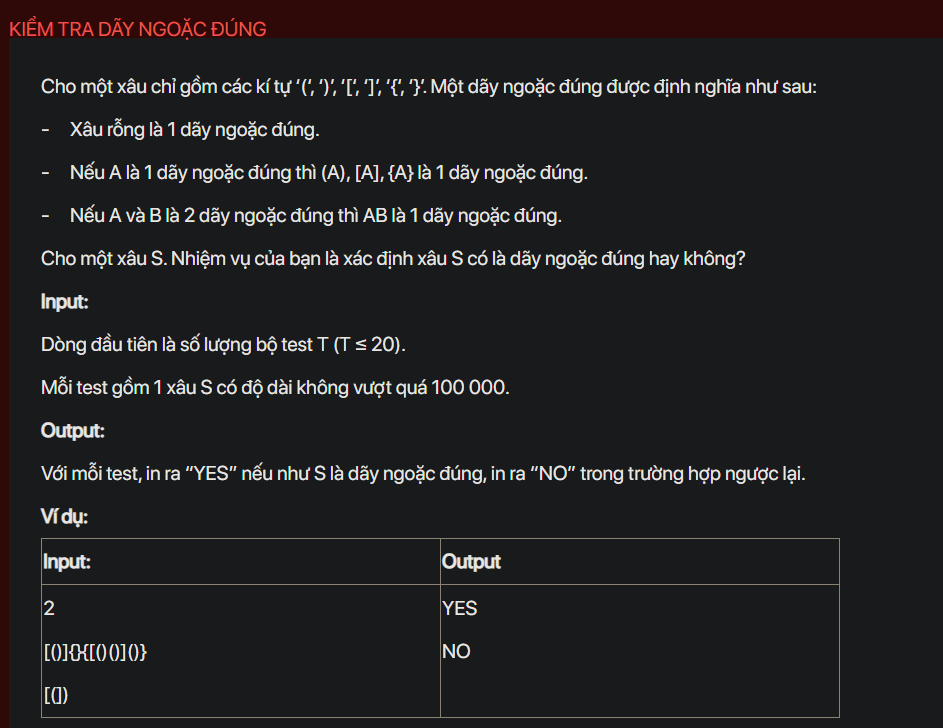 KIỂM TRA DÃY NGOẶC ĐÚNG
Cho một xâu chỉ gồm các kí tự ‘(‘, ‘)’, ‘[‘, ‘]’, ‘{‘, ‘}’. Một dãy ngoặc đúng được định nghĩa như sau:
- Xâu rỗng là 1 dãy ngoặc đúng.
- Nếu A là 1 dãy ngoặc đúng thì (A), [A], {A} là 1 dãy ngoặc đúng.
- Nếu A và B là 2 dãy ngoặc đúng thì AB là 1 dãy ngoặc đúng.
Cho một xâu S. Nhiệm vụ của bạn là xác định xâu S có là dãy ngoặc đúng hay không?
Input:
Dòng đầu tiên là số lượng bộ test T (T ≤ 20).
Mỗi test gồm 1 xâu S có độ dài không vượt quá 100 000.
Output:
Với mỗi test, in ra “YES” nếu như S là dãy ngoặc đúng, in ra “NO” trong trường hợp ngược lại.
Ví dụ:
Input: Output
2 YES
[()]{}{[()()]()} NO
[(])